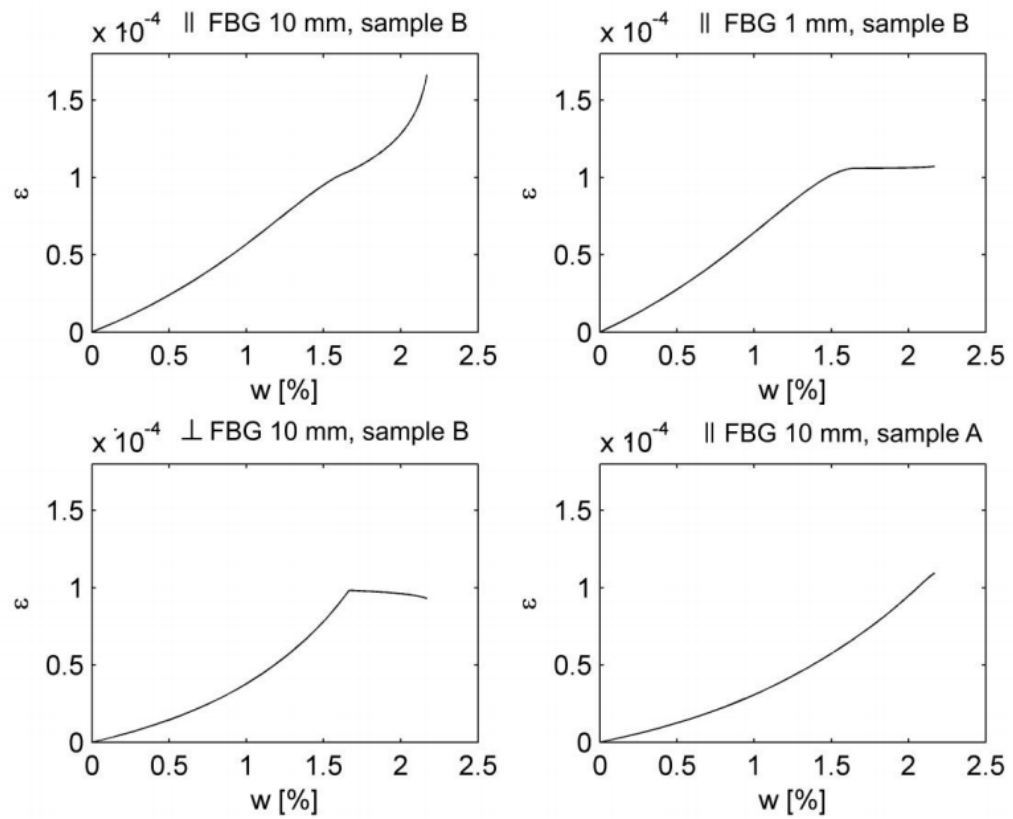 x 10⁻⁴ || FBG 10 mm, sample B
1.5
1
0.5
0
ε
0 0.5 1 1.5 2 2.5
w [%]
x 10⁻⁴ || FBG 1 mm, sample B
1.5
1
0.5
0
ε
0 0.5 1 1.5 2 2.5
w [%]
x 10⁻⁴ ⊥ FBG 10 mm, sample B
1.5
1
0.5
0
ε
0 0.5 1 1.5 2 2.5
w [%]
x 10⁻⁴ || FBG 10 mm, sample A
1.5
1
0.5
0
ε
0 0.5 1 1.5 2 2.5
w [%]